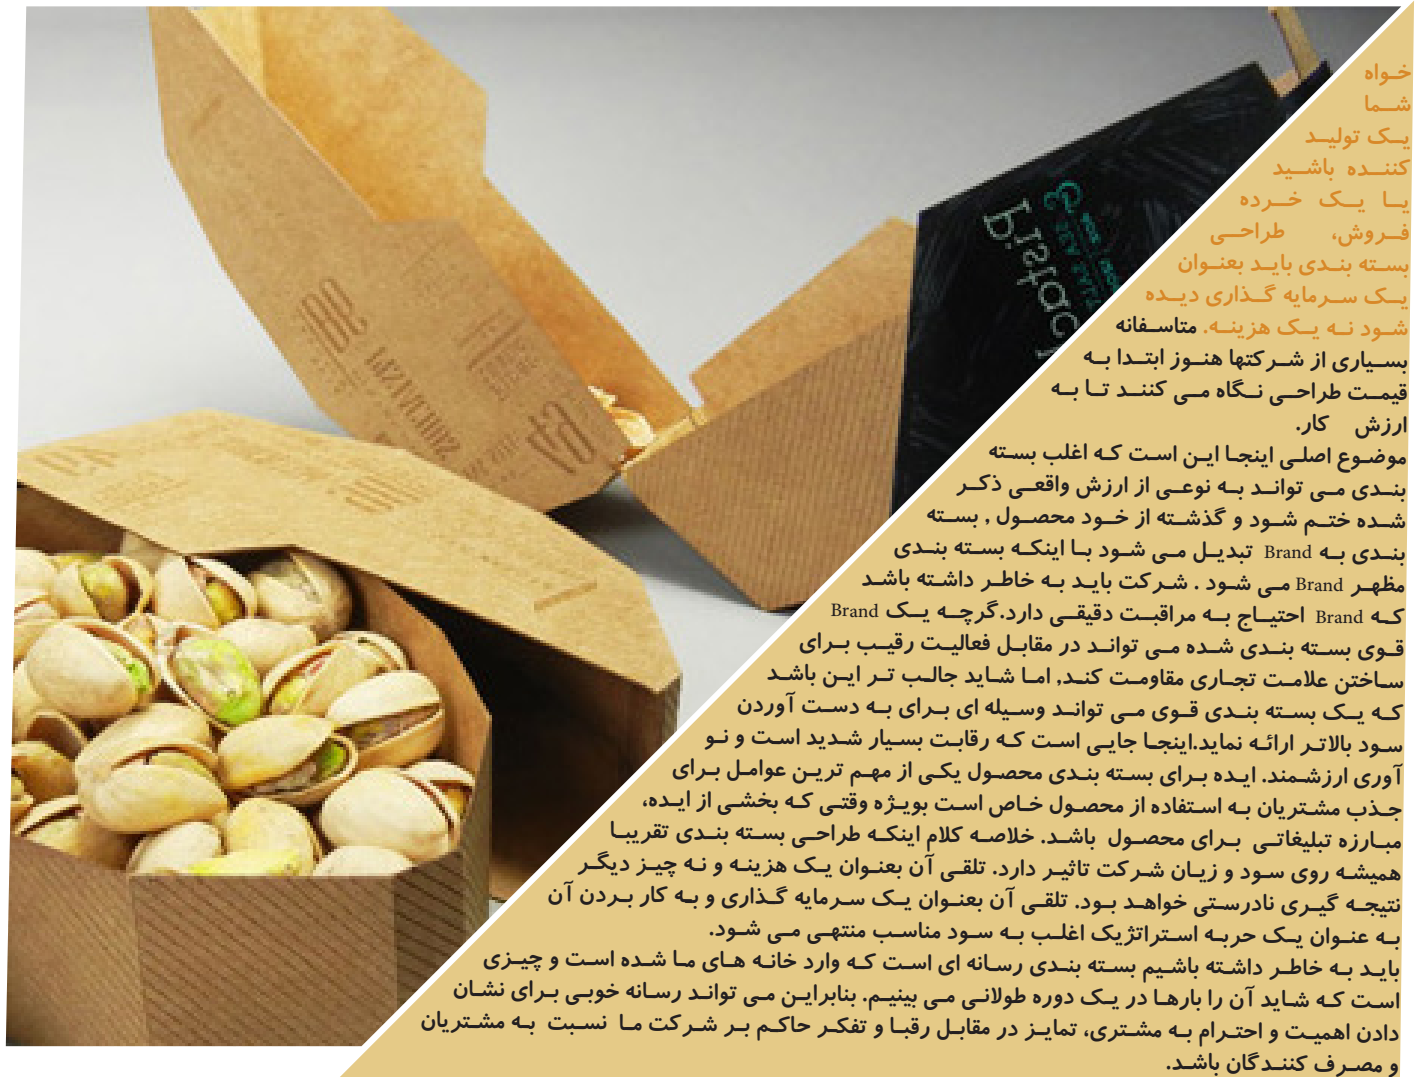 خواه
شما
یک تولید
کننده باشید
یا یک خرده
فروش، طراحی
بسته بندی باید بعنوان
یک سرمایه گذاری دیده
شود نه یک هزینه. متاسفانه
بسیاری از شرکتها هنوز ابتدا به
قیمت طراحی نگاه می کنند تا به
ارزش کار.
موضوع اصلی اینجا این است که اغلب بسته
بندی می تواند به نوعی از ارزش واقعی ذکر
شده ختم شود و گذشته از خود محصول , بسته
بندی به Brand تبدیل می شود با اینکه بسته بندی
مظهر Brand می شود . شرکت باید به خاطر داشته باشد
که Brand احتیاج به مراقبت دقیقی دارد.گرچه یک Brand
قوی بسته بندی شده می تواند در مقابل فعالیت رقیب برای
ساختن علامت تجاری مقاومت کند, اما شاید جالب تر این باشد
که یک بسته بندی قوی می تواند وسیله ای برای به دست آوردن
سود بالاتر ارائه نماید.اینجا جایی است که رقابت بسیار شدید است و نو
آوری ارزشمند. ایده برای بسته بندی محصول یکی از مهم ترین عوامل برای
جذب مشتریان به استفاده از محصول خاص است بویژه وقتی که بخشی از ایده،
مبارزه تبلیغاتی برای محصول باشد. خلاصه کلام اینکه طراحی بسته بندی تقریبا
همیشه روی سود و زیان شرکت تاثیر دارد. تلقی آن بعنوان یک هزینه و نه چیز دیگر
نتیجه گیری نادرستی خواهد بود. تلقی آن بعنوان یک سرمایه گذاری و به کار بردن آن
به عنوان یک حربه استراتژیک اغلب به سود مناسب منتهی می شود.
باید به خاطر داشته باشیم بسته بندی رسانه ای است که وارد خانه های ما شده است و چیزی
است که شاید آن را بارها در یک دوره طولانی می بینیم. بنابراین می تواند رسانه خوبی برای نشان
دادن اهمیت و احترام به مشتری، تمایز در مقابل رقبا و تفکر حاکم بر شرکت ما نسبت به مشتریان
و مصرف کنندگان باشد.